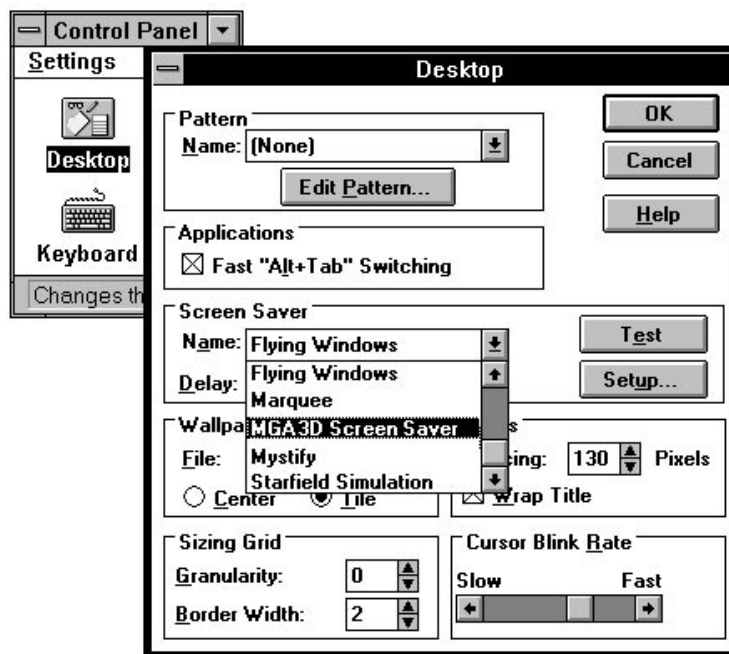 Control Panel
Settings
Desktop
Keyboard
Changes th
Desktop
Pattern
Name: (None)
Edit Pattern...
OK
Cancel
Help
Applications
Fast "Alt+Tab" Switching
Screen Saver
Name: Flying Windows
Delay:
Flying Windows
Marquee
MGA3D Screen Saver
Mystify
Starfield Simulation
Test
Setup...
Wallpa
File:
Center
Tile
s
cing: 130 Pixels
Wrap Title
Sizing Grid
Granularity: 0
Border Width: 2
Cursor Blink Rate
Slow Fast